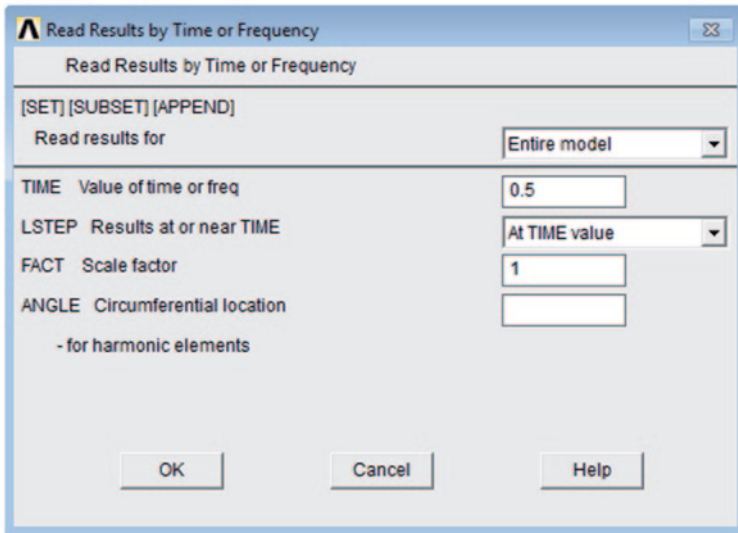 Read Results by Time or Frequency
Read Results by Time or Frequency
[SET] [SUBSET] [APPEND]
Read results for Entire model
TIME Value of time or freq 0.5
LSTEP Results at or near TIME At TIME value
FACT Scale factor 1
ANGLE Circumferential location
- for harmonic elements
OK Cancel Help